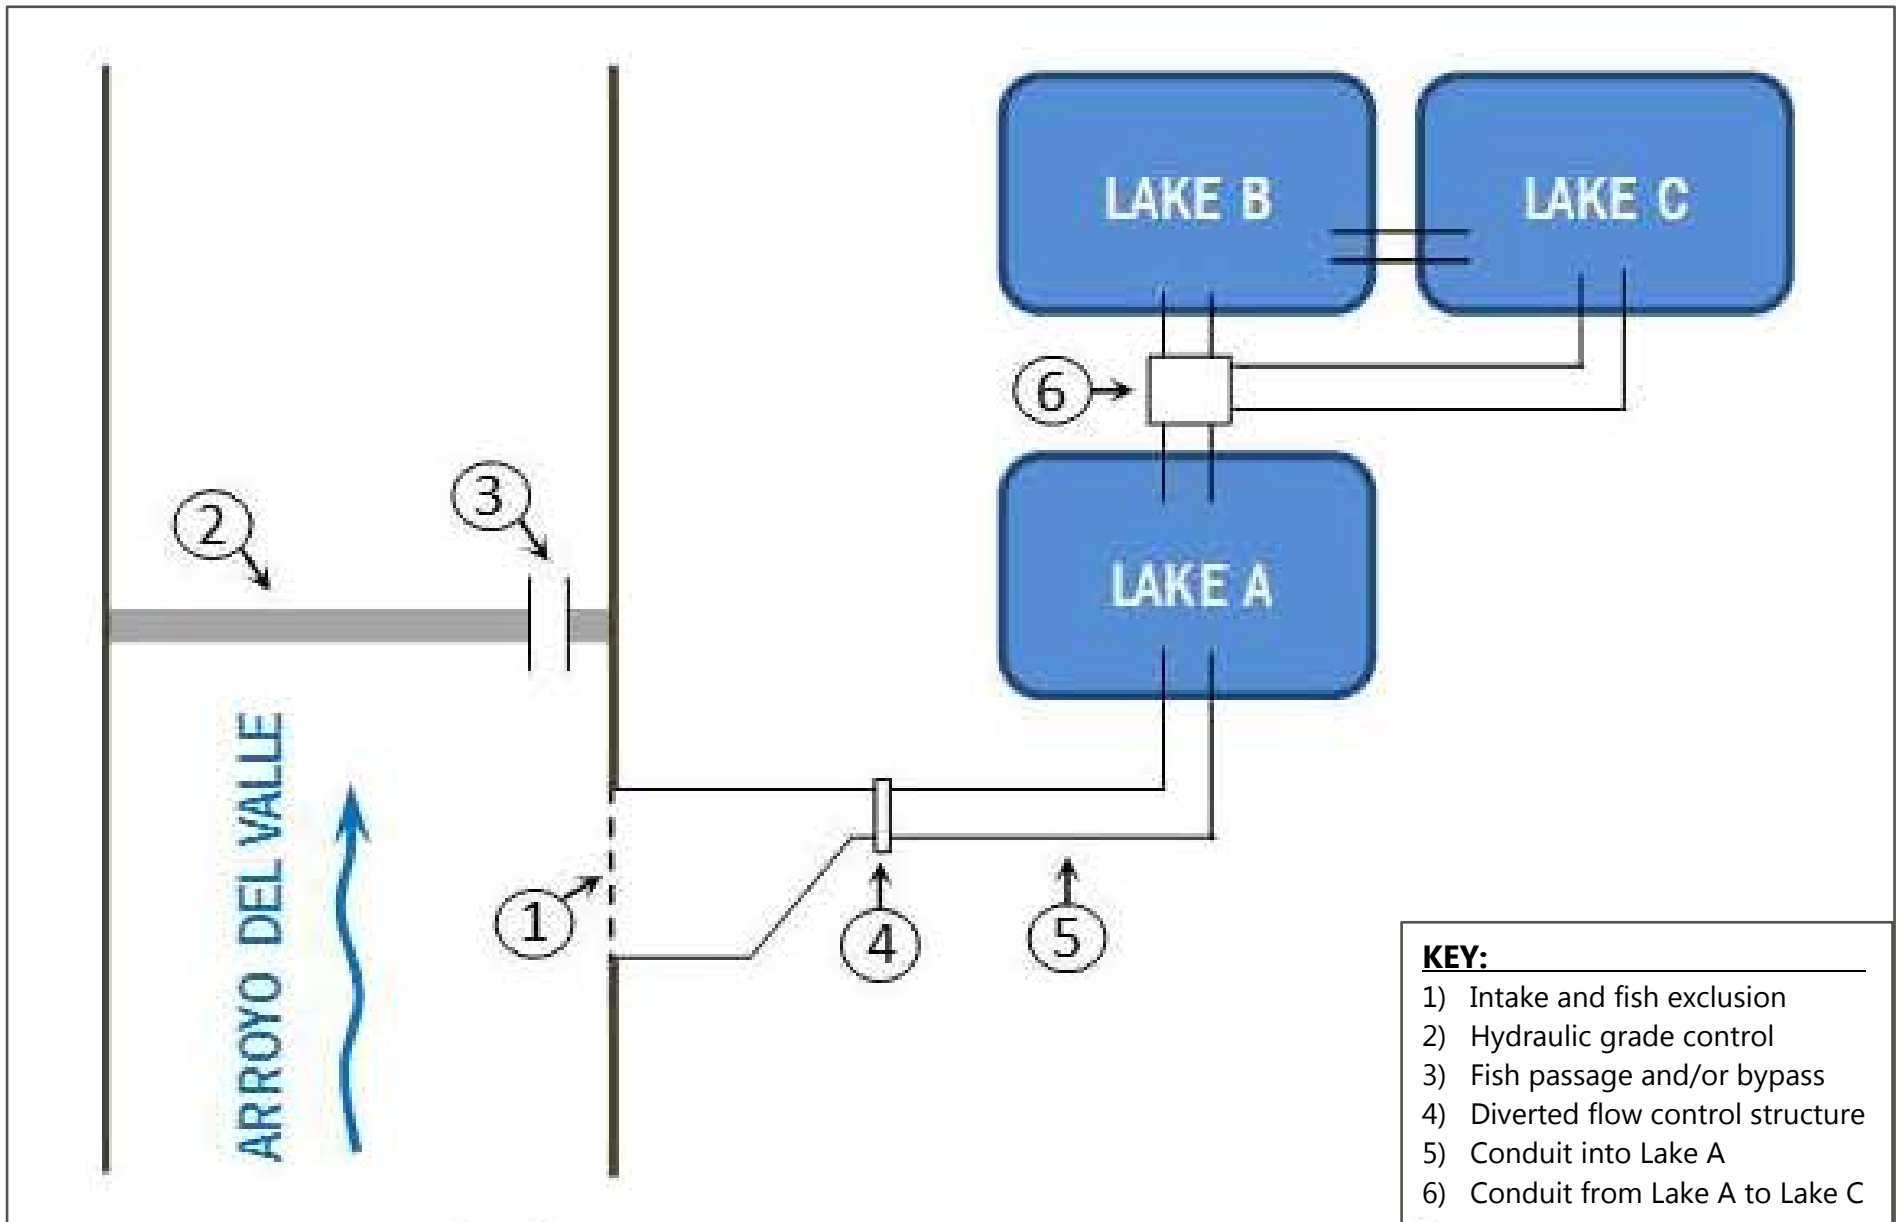 LAKE B
LAKE C
6
3
2
LAKE A
ARROYO DEL VALLE
1
4
5
KEY:
1) Intake and fish exclusion
2) Hydraulic grade control
3) Fish passage and/or bypass
4) Diverted flow control structure
5) Conduit into Lake A
6) Conduit from Lake A to Lake C